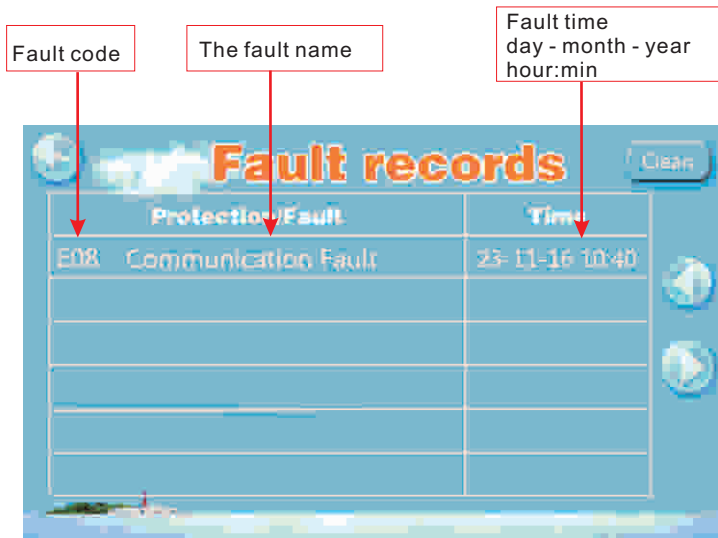 Fault code
The fault name
Fault time
day - month - year
hour:min
Fault records
Clean
Protection/Fault
Time
E08 Communication Fault
23-11-16 10:40